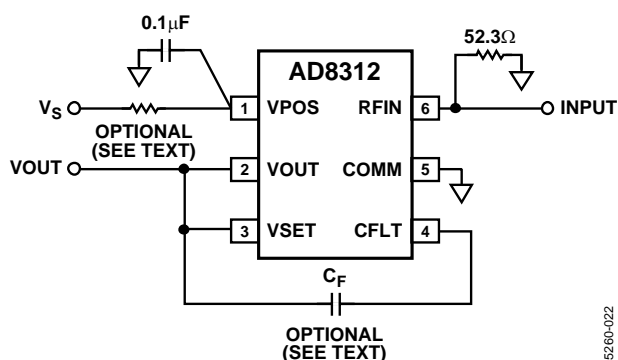 0.1μF
52.3Ω
AD8312
VS
1 VPOS RFIN 6
INPUT
OPTIONAL
(SEE TEXT)
VOUT
2 VOUT COMM 5
3 VSET CFLT 4
CF
OPTIONAL
(SEE TEXT)
5260-022